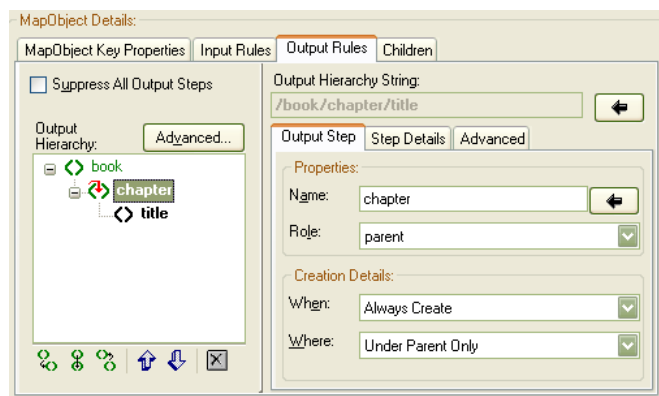 MapObject Details:
MapObject Key Properties Input Rules Output Rules Children
Suppress All Output Steps
Output Hierarchy:
Advanced...
book
chapter
title
Output Hierarchy String:
/book/chapter/title
Output Step Step Details Advanced
Properties:
Name: chapter
Role: parent
Creation Details:
When: Always Create
Where: Under Parent Only